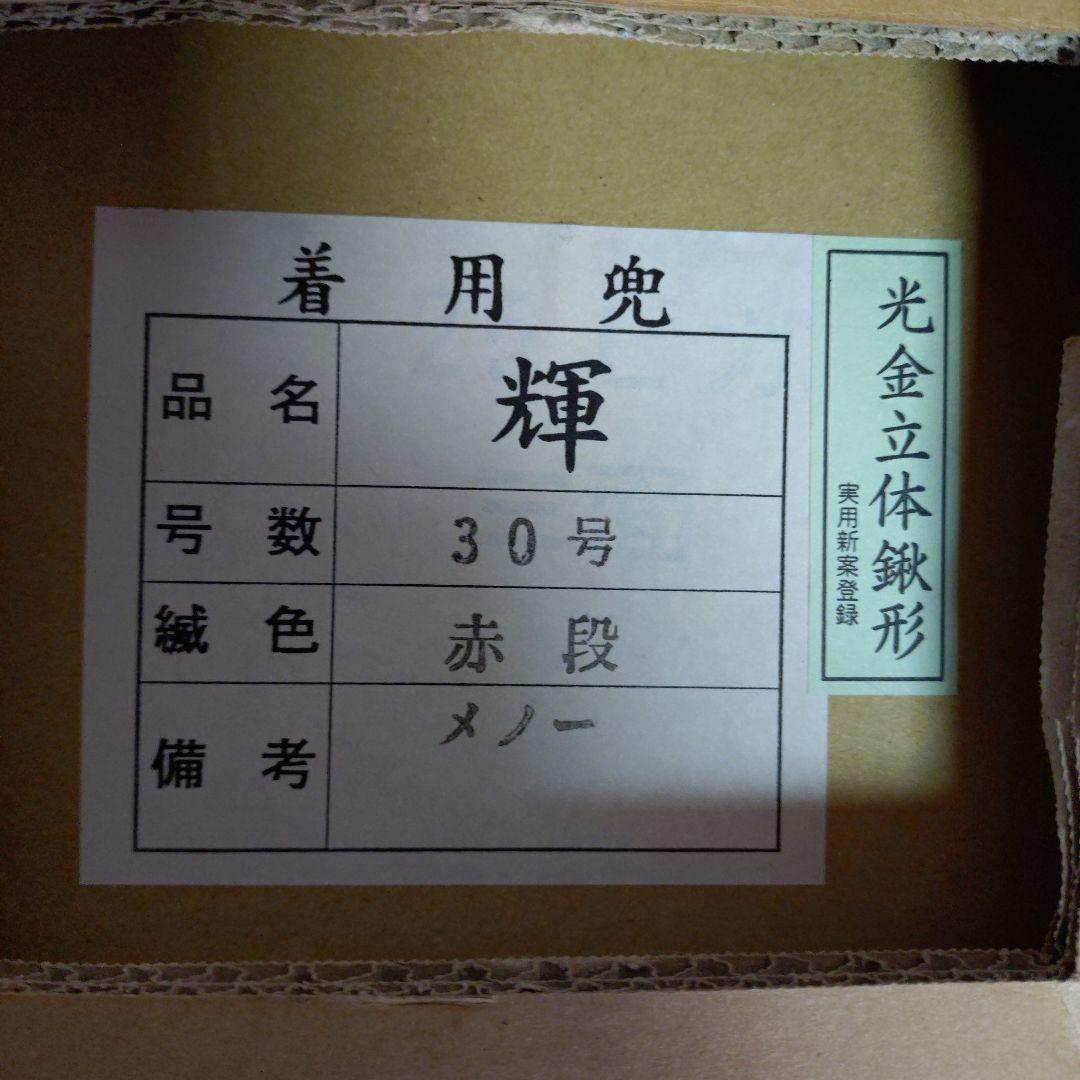 着用兜
品名 輝
号数 30号
縅色 赤段
備考 メノー
光金立体鍬形
実用新案登録